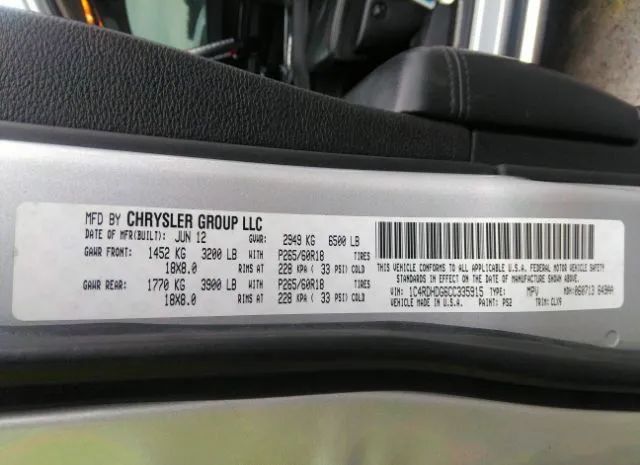 MFD BY CHRYSLER GROUP LLC
DATE OF MFR(BUILT): JUN 12 GVWR: 2949 KG 6500 LB
GAWR FRONT: 1452 KG 3200 LB WITH P265/60R18 TIRES
18X8.0 RIMS AT 228 KPA ( 33 PSI) COLD
GAWR REAR: 1770 KG 3900 LB WITH P265/60R18 TIRES
18X8.0 RIMS AT 228 KPA ( 33 PSI) COLD
THIS VEHICLE CONFORMS TO ALL APPLICABLE U.S.A. FEDERAL MOTOR VEHICLE SAFETY
STANDARDS IN EFFECT ON THE DATE OF MANUFACTURE SHOWN ABOVE.
VIN: 1C4RDHDG6CC335915 TYPE: MPV MDH: 060713 849AA
VEHICLE MADE IN U.S.A. PAINT: PS2 TRIM: CLX9